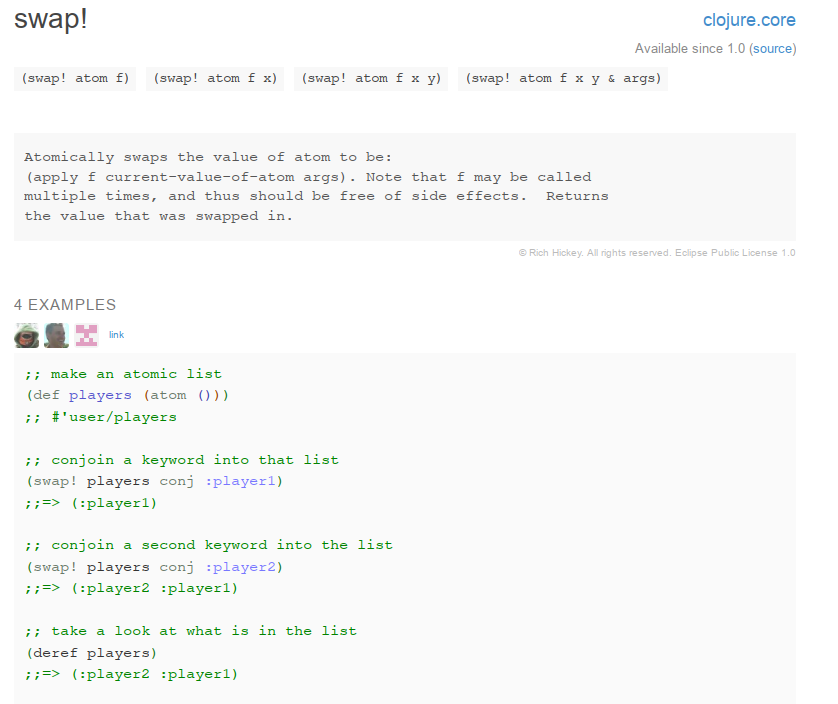 swap!
clojure.core
Available since 1.0 (source)
(swap! atom f) (swap! atom f x) (swap! atom f x y) (swap! atom f x y & args)
Atomically swaps the value of atom to be:
(apply f current-value-of-atom args). Note that f may be called
multiple times, and thus should be free of side effects.  Returns
the value that was swapped in.
© Rich Hickey. All rights reserved. Eclipse Public License 1.0
4 EXAMPLES
link
;; make an atomic list
(def players (atom ()))
;; #'user/players
;; conjoin a keyword into that list
(swap! players conj :player1)
;;=> (:player1)
;; conjoin a second keyword into the list
(swap! players conj :player2)
;;=> (:player2 :player1)
;; take a look at what is in the list
(deref players)
;;=> (:player2 :player1)